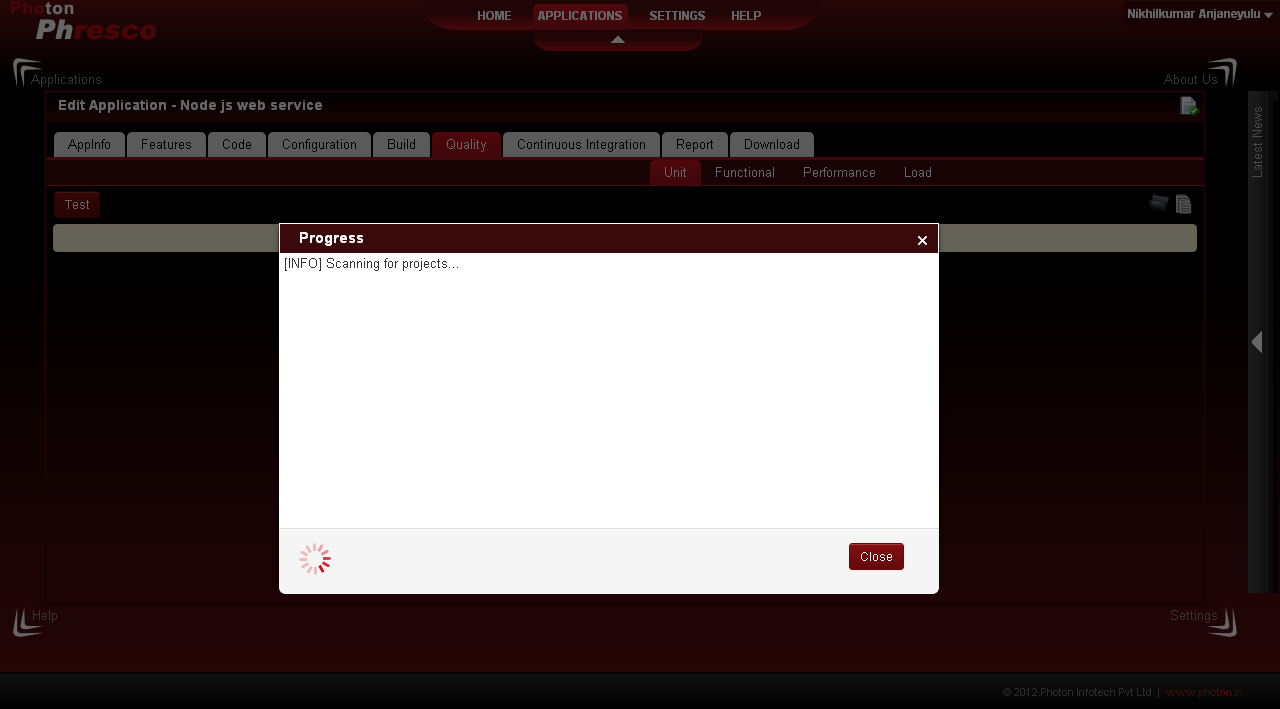 Photon
Phresco
HOME APPLICATIONS SETTINGS HELP
Nikhilkumar Anjaneyulu
Applications
About Us
Edit Application - Node js web service
AppInfo Features Code Configuration Build Quality Continuous Integration Report Download
Unit Functional Performance Load
Test
Latest News
Progress
[INFO] Scanning for projects...
Close
Help
Settings
© 2012.Photon Infotech Pvt Ltd. | www.photon.in